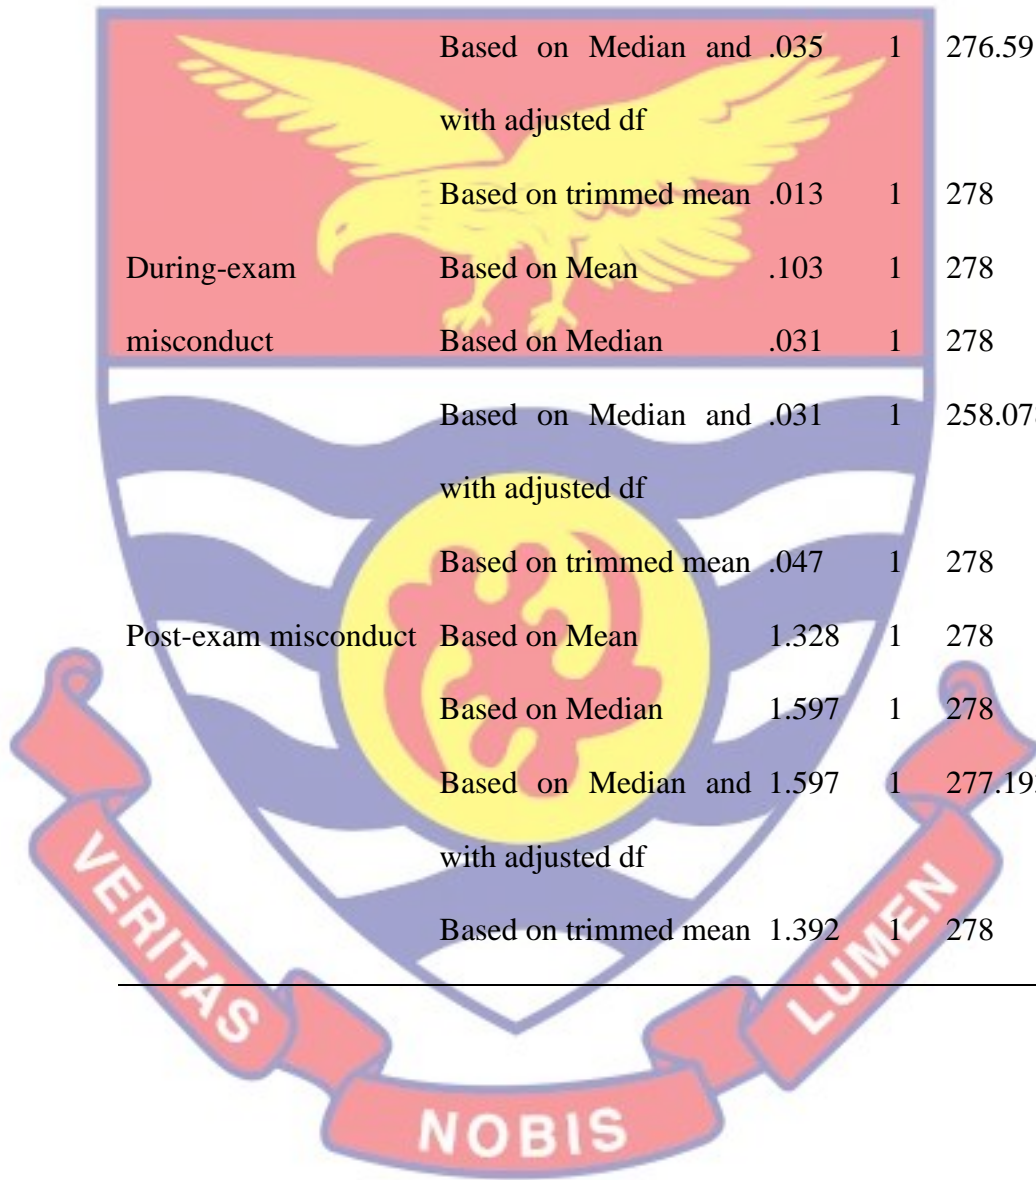 Based on Median and .035 1 276.59
with adjusted df
Based on trimmed mean .013 1 278
During-exam Based on Mean .103 1 278
misconduct Based on Median .031 1 278
Based on Median and .031 1
with adjusted df
Based on trimmed mean .047 1 278
Post-exam misconduct Based on Mean 1.328 1 278
Based on Median 1.597 1 278
Based on Median and 1.597 1
with adjusted df
Based on trimmed mean 1.392 1 278
VERITAS
NOBIS
LUMEN